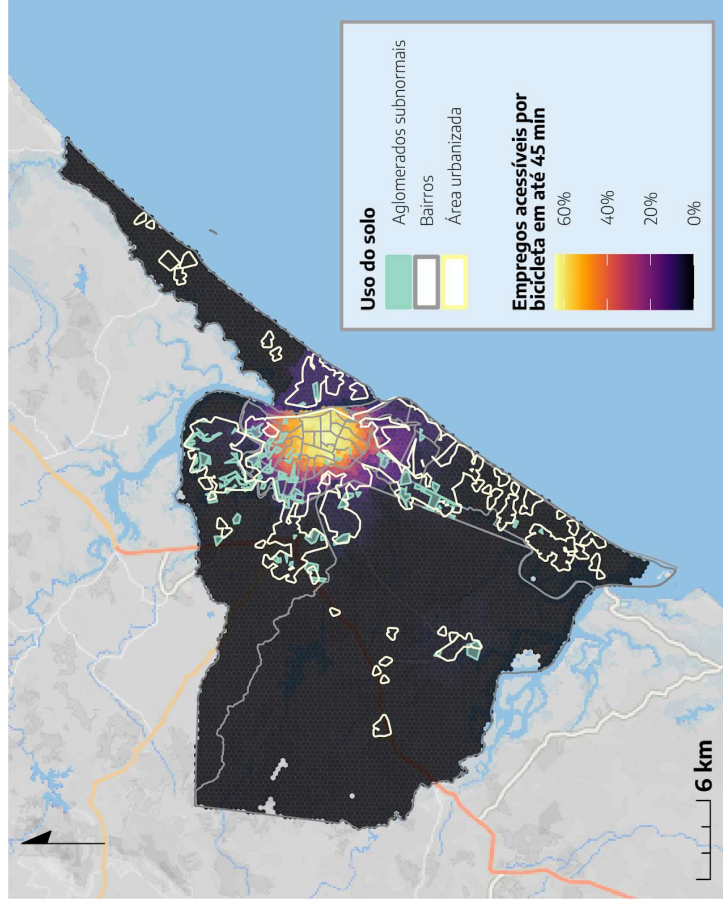 Uso do solo
Aglomerados subnormais
Bairros
Área urbanizada
Empregos acessíveis por
bicicleta em até 45 min
60%
40%
20%
0%
6 km